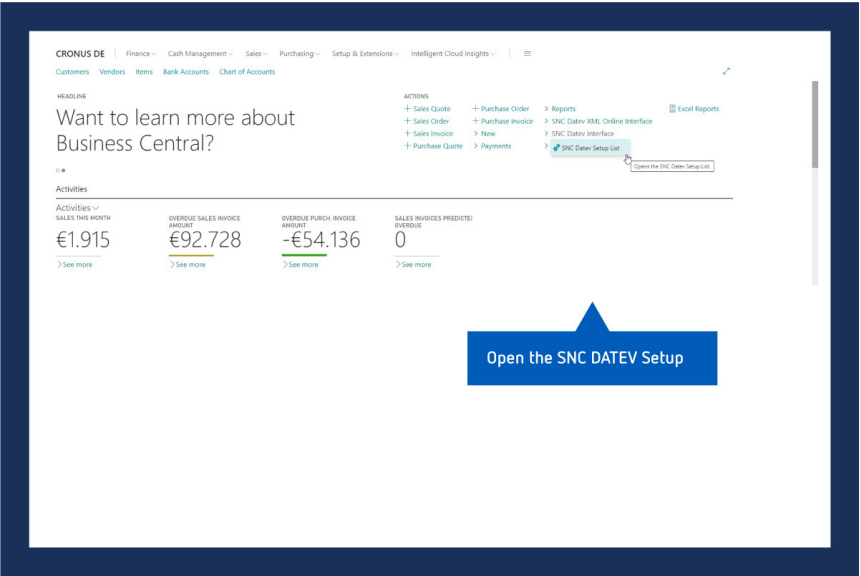 CRONUS DE Finance Cash Management Sales Purchasing Setup & Extensions Intelligent Cloud Insights
Customers Vendors Items Bank Accounts Chart of Accounts
HEADLINE
Want to learn more about
Business Central?
ACTIONS
+ Sales Quote + Purchase Order > Reports Excel Reports
+ Sales Order + Purchase Invoice > SNC Datev XML Online Interface
+ Sales Invoice > New > SNC Datev Interface
+ Purchase Quote > Payments > SNC Datev Setup List
Opens the SNC Datev Setup List
Activities
Activities
SALES THIS MONTH
€1.915
>See more
OVERDUE SALES INVOICE
AMOUNT
€92.728
>See more
OVERDUE PURCH. INVOICE
AMOUNT
-€54.136
>See more
SALES INVOICES PREDICTE
OVERDUE
0
>See more
Open the SNC DATEV Setup